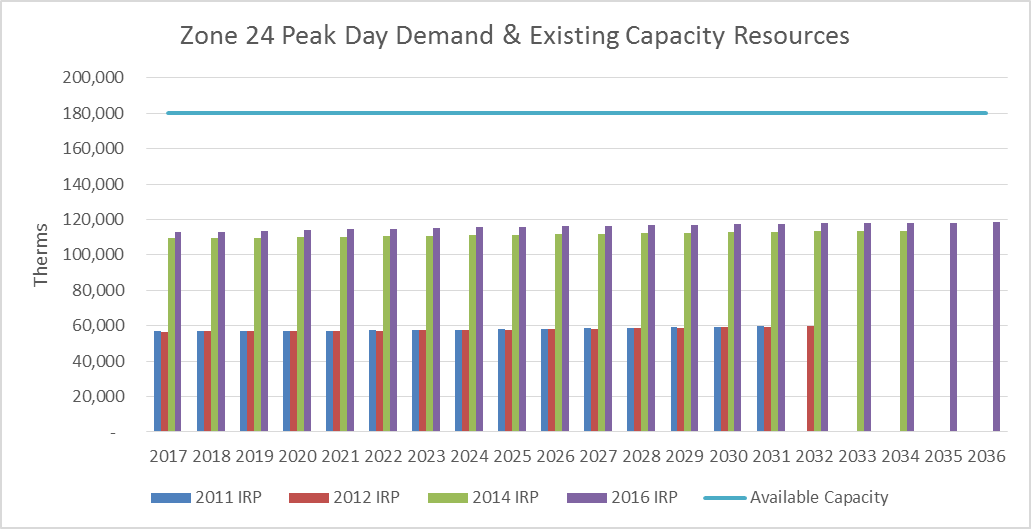 Zone 24 Peak Day Demand & Existing Capacity Resources
200,000
180,000
160,000
140,000
120,000
100,000
80,000
60,000
40,000
20,000
-
Therms
2017 2018 2019 2020 2021 2022 2023 2024 2025 2026 2027 2028 2029 2030 2031 2032 2033 2034 2035 2036
2011 IRP 2012 IRP 2014 IRP 2016 IRP Available Capacity